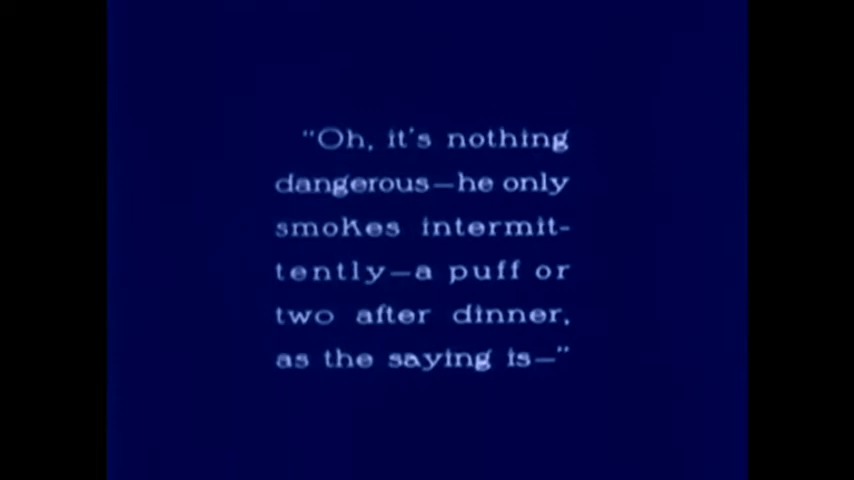 "Oh, it's nothing
dangerous—he only
smokes intermit-
tently—a puff or
two after dinner,
as the saying is—"